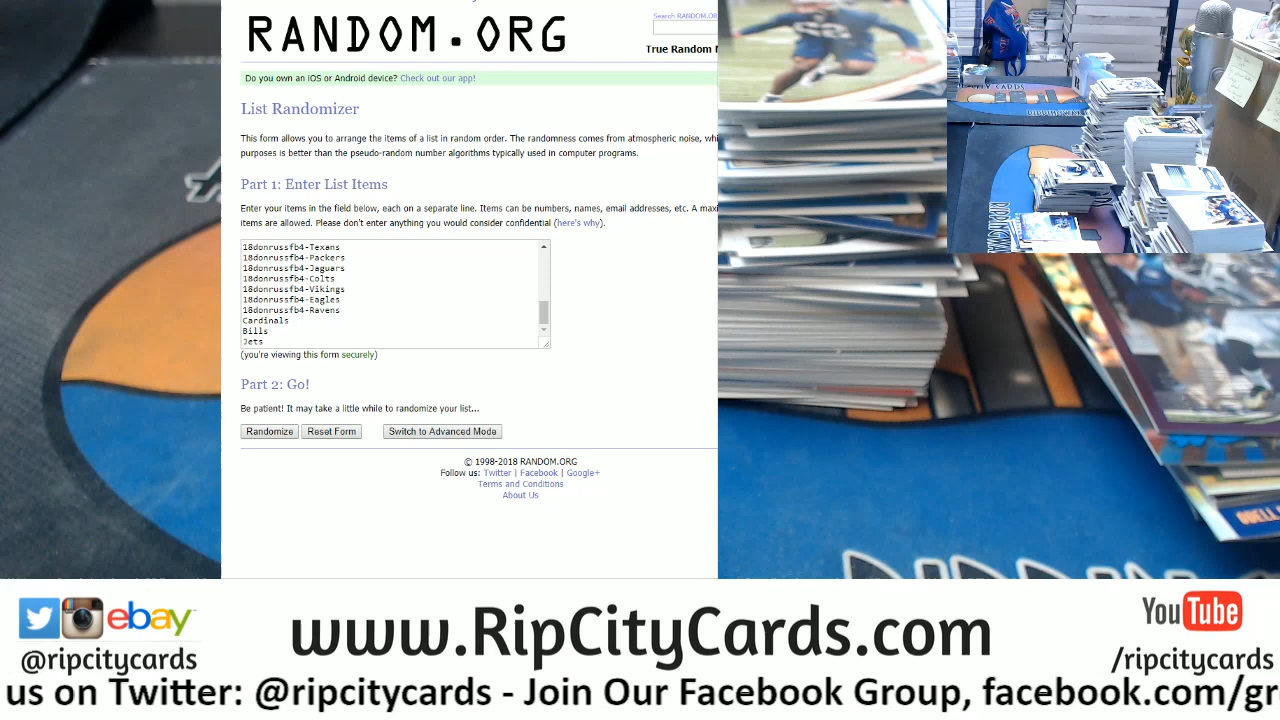 RANDOM.ORG
Search RANDOM.OR
True Random
Do you own an iOS or Android device? Check out our app!
List Randomizer
This form allows you to arrange the items of a list in random order. The randomness comes from atmospheric noise,
purposes is better than the pseudo-random number algorithms typically used in computer programs.
Part 1: Enter List Items
Enter your items in the field below, each on a separate line. Items can be numbers, names, email addresses, etc. A
items are allowed. Please don't enter anything you would consider confidential (here's why).
18donrussfb4-Texans
18donrussfb4-Packers
18donrussfb4-Jaguars
18donrussfb4-Colts
18donrussfb4-Vikings
18donrussfb4-Eagles
18donrussfb4-Ravens
Cardinals
Bills
Jets
(you're viewing this form securely)
Part 2: Go!
Be patient! It may take a little while to randomize your list...
Randomize Reset Form Switch to Advanced Mode
© 1998-2018 RANDOM.ORG
Follow us: Twitter | Facebook | Google+
Terms and Conditions
About Us
ebay
@ripcitycards
www.RipCityCards.com
YouTube
/ripcitycards
us on Twitter: @ripcitycards - Join Our Facebook Group, facebook.com/gr